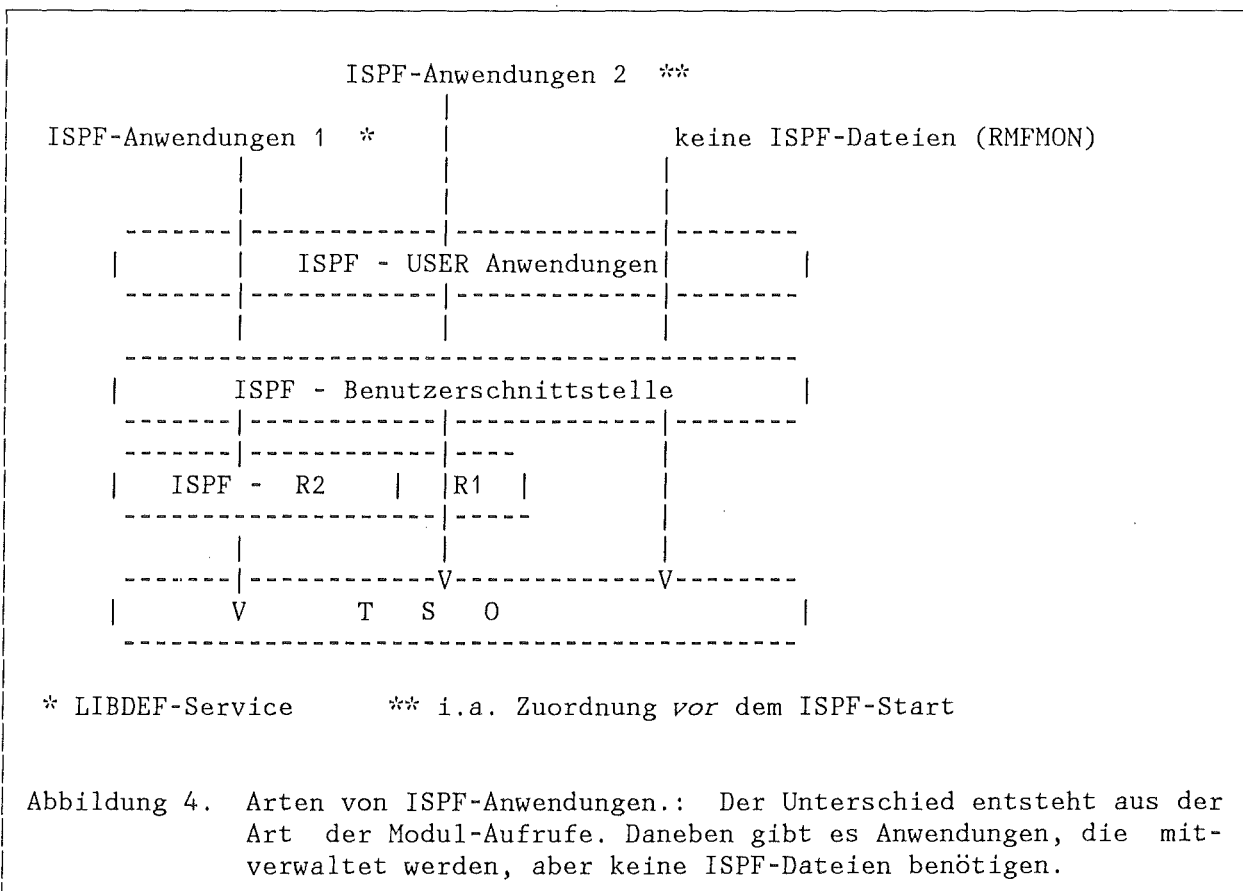 ISPF-Anwendungen 2 **
ISPF-Anwendungen 1 *
keine ISPF-Dateien (RMFMON)
ISPF - USER Anwendungen
ISPF - Benutzerschnittstelle
ISPF - R2 | R1
V V
V T S O
* LIBDEF-Service ** i.a. Zuordnung vor dem ISPF-Start
Abbildung 4. Arten von ISPF-Anwendungen.: Der Unterschied entsteht aus der
Art der Modul-Aufrufe. Daneben gibt es Anwendungen, die mit-
verwaltet werden, aber keine ISPF-Dateien benötigen.